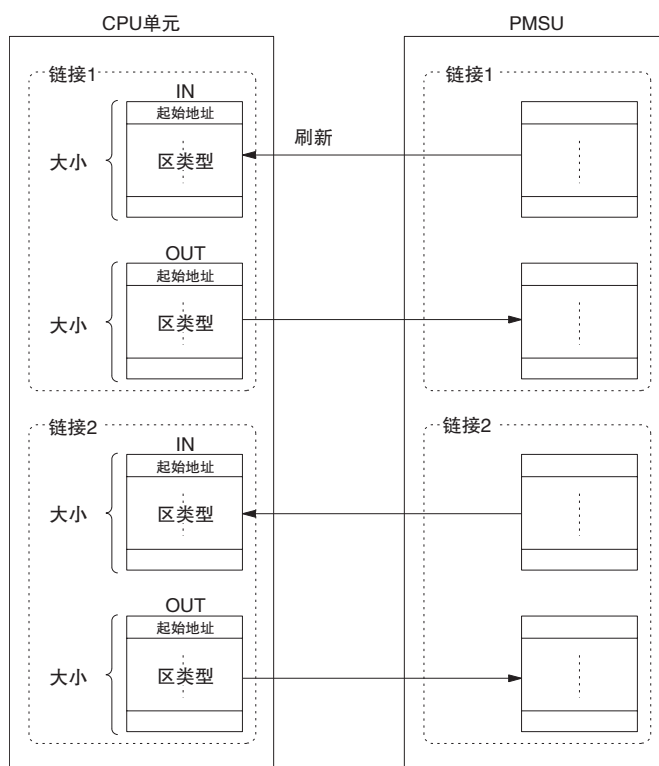 CPU单元
PMSU
链接1
IN
起始地址
大小
区类型
刷新
链接1
OUT
起始地址
大小
区类型
链接2
IN
起始地址
大小
区类型
链接2
OUT
起始地址
大小
区类型